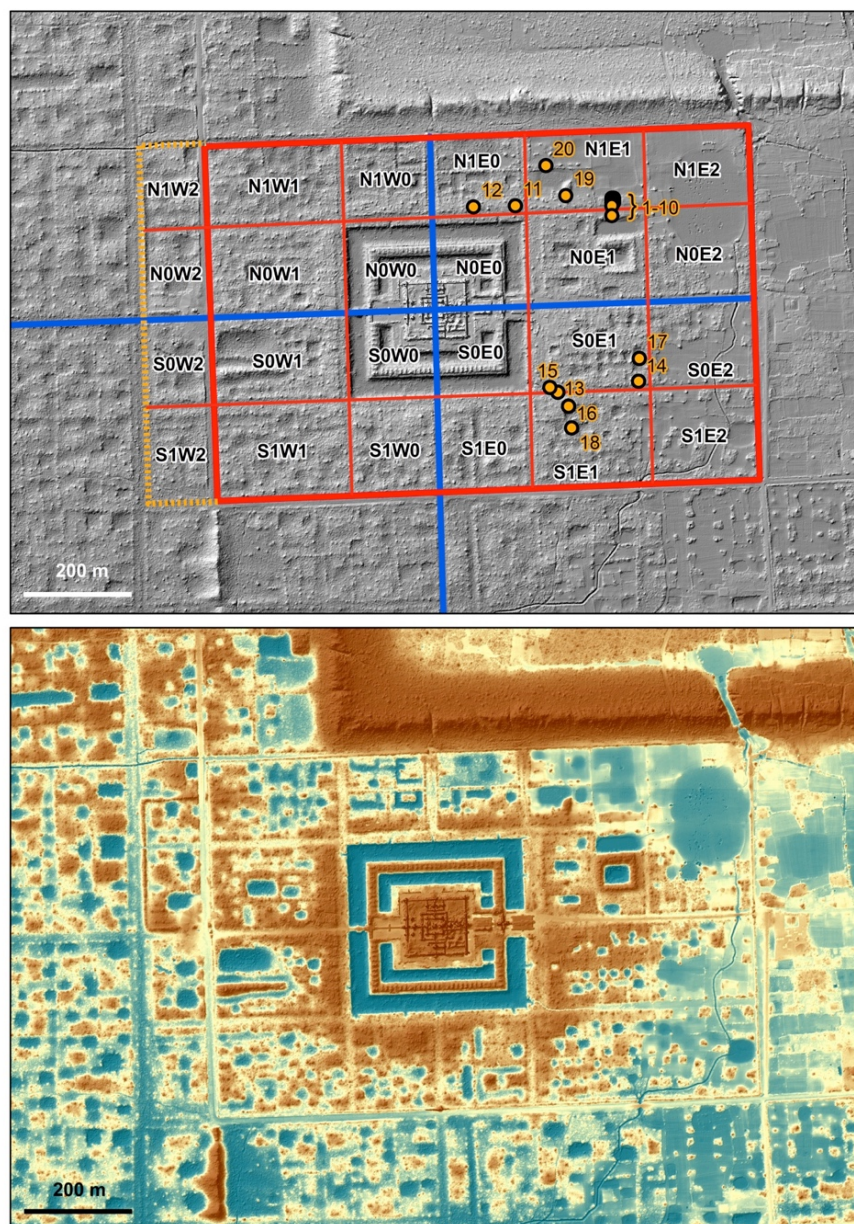 20
N1E1
N1E0
N1W2
N1W1
N1W0
12
11
19
} 1-10
N1E2
N0W2
N0W1
N0W0
N0E0
N0E1
N0E2
S0W2
S0W1
S0W0
S0E0
S0E1
17
14
S0E2
15
13
16
18
S1W2
S1W1
S1W0
S1E0
S1E1
S1E2
200 m
200 m